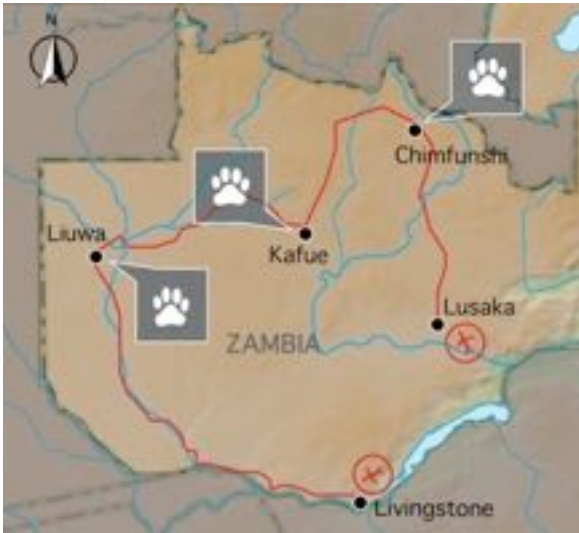 N
Chimfunshi
Liuwa
Kafue
Lusaka
ZAMBIA
Livingstone